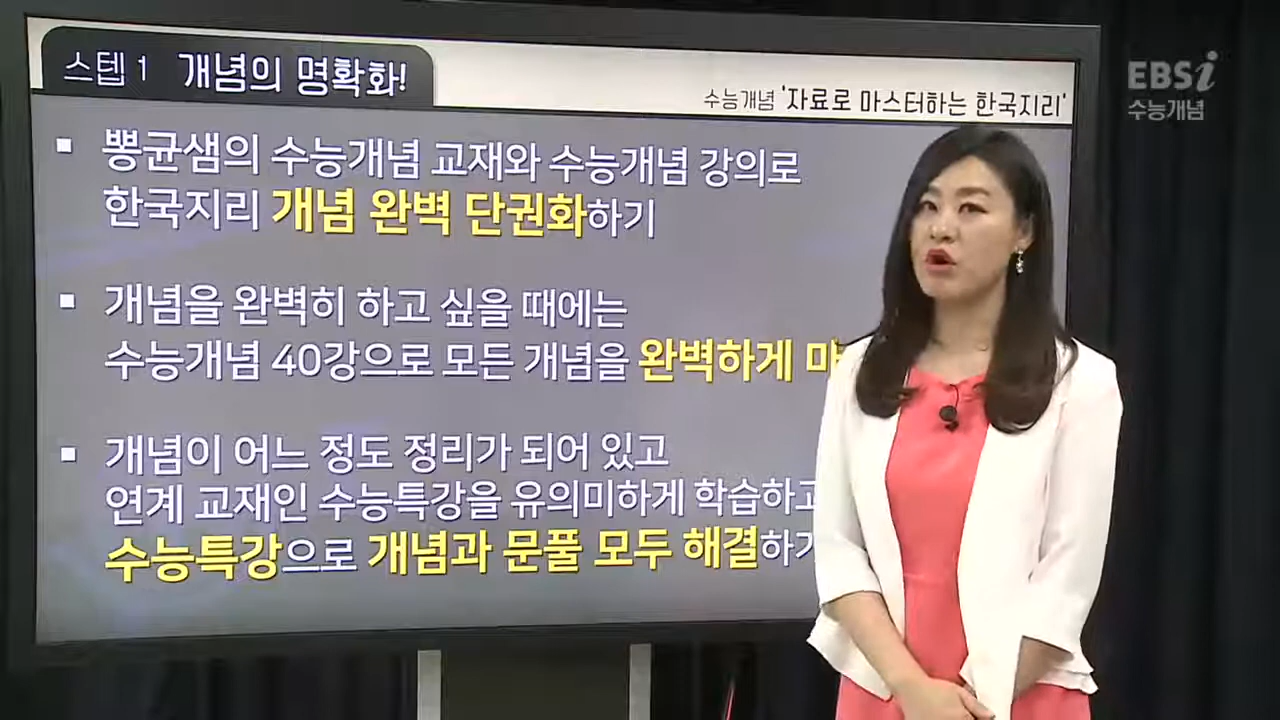 스텝 1 개념의 명확화!
EBSi
수능개념
수능개념 '자료로 마스터하는 한국지리'
▪ 뽕균샘의 수능개념 교재와 수능개념 강의로
한국지리 개념 완벽 단권화하기
▪ 개념을 완벽히 하고 싶을 때에는
수능개념 40강으로 모든 개념을 완벽하게
▪ 개념이 어느 정도 정리가 되어 있고
연계 교재인 수능특강을 유의미하게 학습하고
수능특강으로 개념과 문풀 모두 해결하기